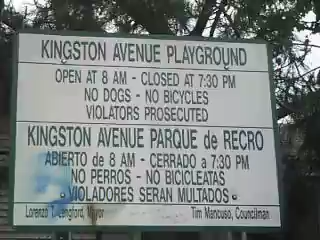 KINGSTON AVENUE PLAYGROUND
OPEN AT 8 AM - CLOSED AT 7:30 PM
NO DOGS - NO BICYCLES
VIOLATORS PROSECUTED
KINGSTON AVENUE PARQUE de RECRO
ABIERTO de 8 AM - CERRADO a 7:30 PM
NO PERROS - NO BICICLEATAS
• VIOLADORES SERAN MULTADOS •
Lorenzo T. Langford, Mayor Tim Mancuso, Councilman